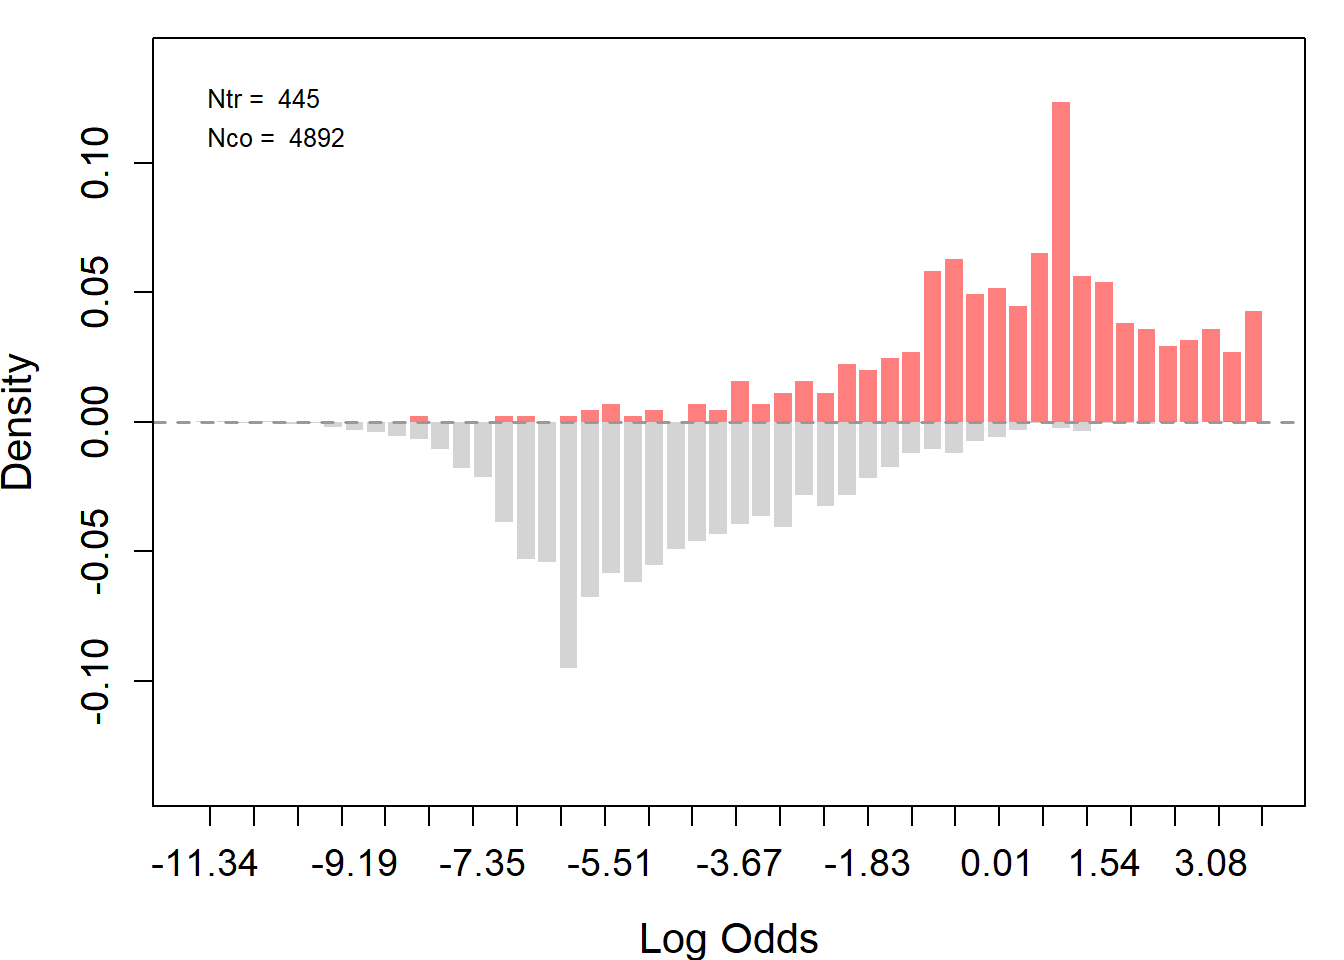 Ntr = 445
Nco = 4892
Density
0.10
0.05
0.00
-0.05
-0.10
-11.34 -9.19 -7.35 -5.51 -3.67 -1.83 0.01 1.54 3.08
Log Odds